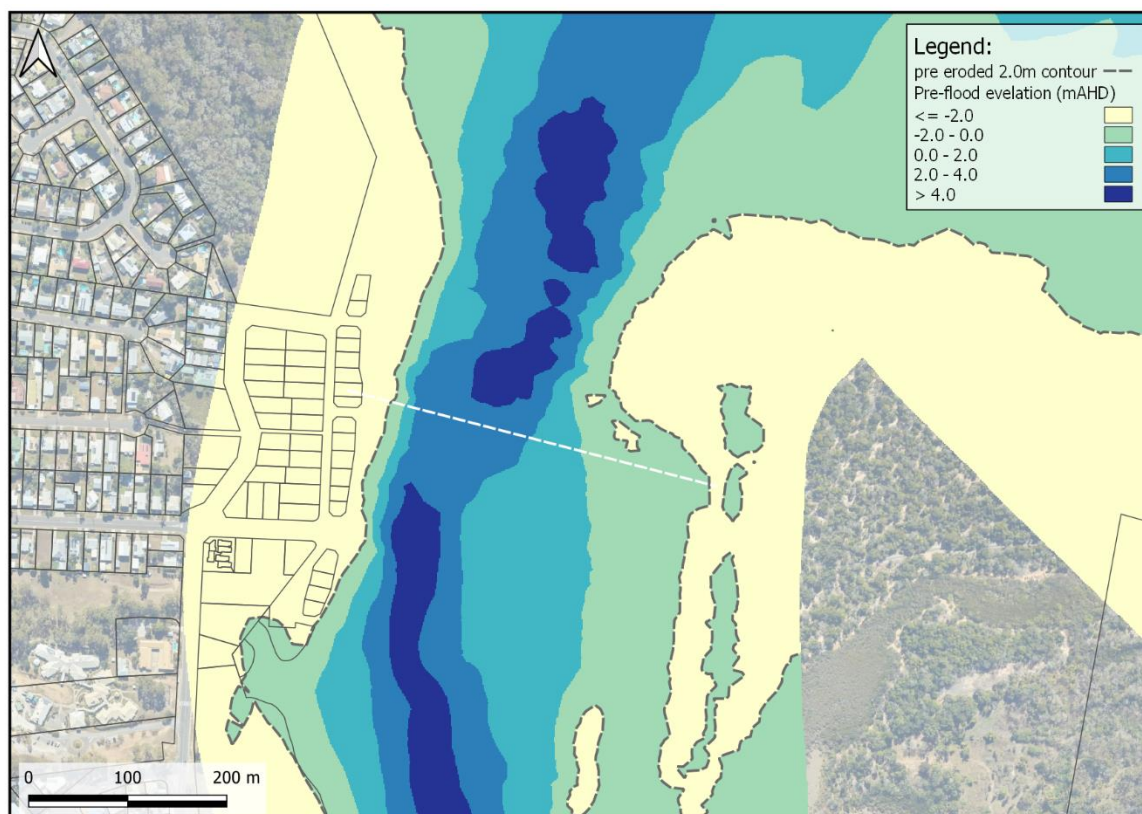 Legend:
pre eroded 2.0m contour
Pre-flood evelation (mAHD)
<= -2.0
-2.0 - 0.0
0.0 - 2.0
2.0 - 4.0
> 4.0
0 100 200 m